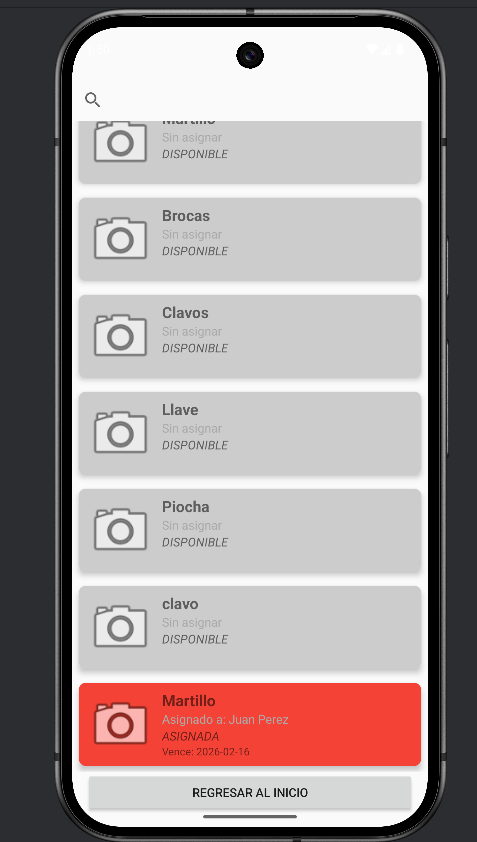 Martillo
Sin asignar
DISPONIBLE
Brocas
Sin asignar
DISPONIBLE
Clavos
Sin asignar
DISPONIBLE
Llave
Sin asignar
DISPONIBLE
Piocha
Sin asignar
DISPONIBLE
clavo
Sin asignar
DISPONIBLE
Martillo
Asignado a: Juan Perez
ASIGNADA
Vence: 2026-02-16
REGRESAR AL INICIO